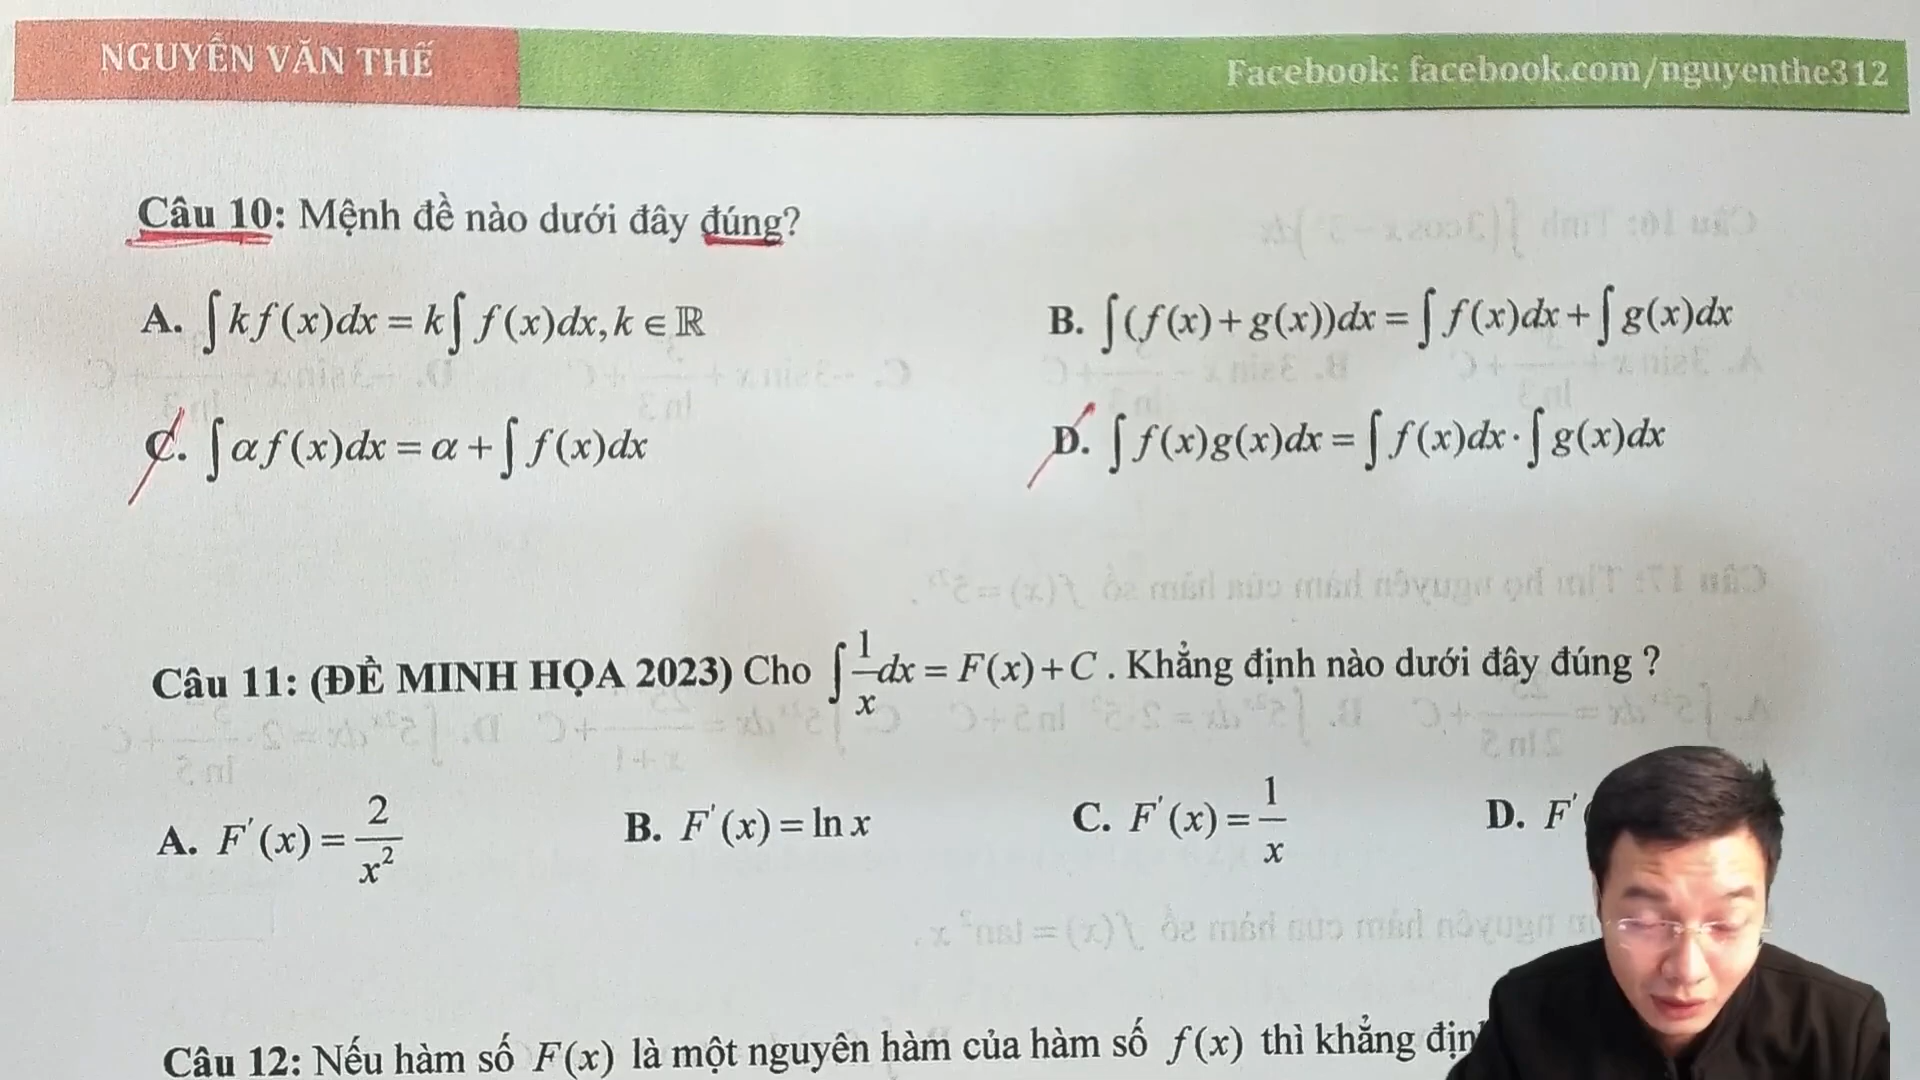 NGUYỄN VĂN THẾ
Facebook: facebook.com/nguyenthe312
Câu 10: Mệnh đề nào dưới đây đúng?
A. ∫kf(x)dx = k∫f(x)dx, k ∈ ℝ
B. ∫(f(x)+g(x))dx = ∫f(x)dx + ∫g(x)dx
C. ∫αf(x)dx = α + ∫f(x)dx
D. ∫f(x)g(x)dx = ∫f(x)dx · ∫g(x)dx
Câu 11: (ĐỀ MINH HỌA 2023) Cho ∫1/x dx = F(x)+C. Khẳng định nào dưới đây đúng ?
A. F'(x) = 2/x²
B. F'(x) = ln x
C. F'(x) = 1/x
D. F'(
Câu 12: Nếu hàm số F(x) là một nguyên hàm của hàm số f(x) thì khẳng địn